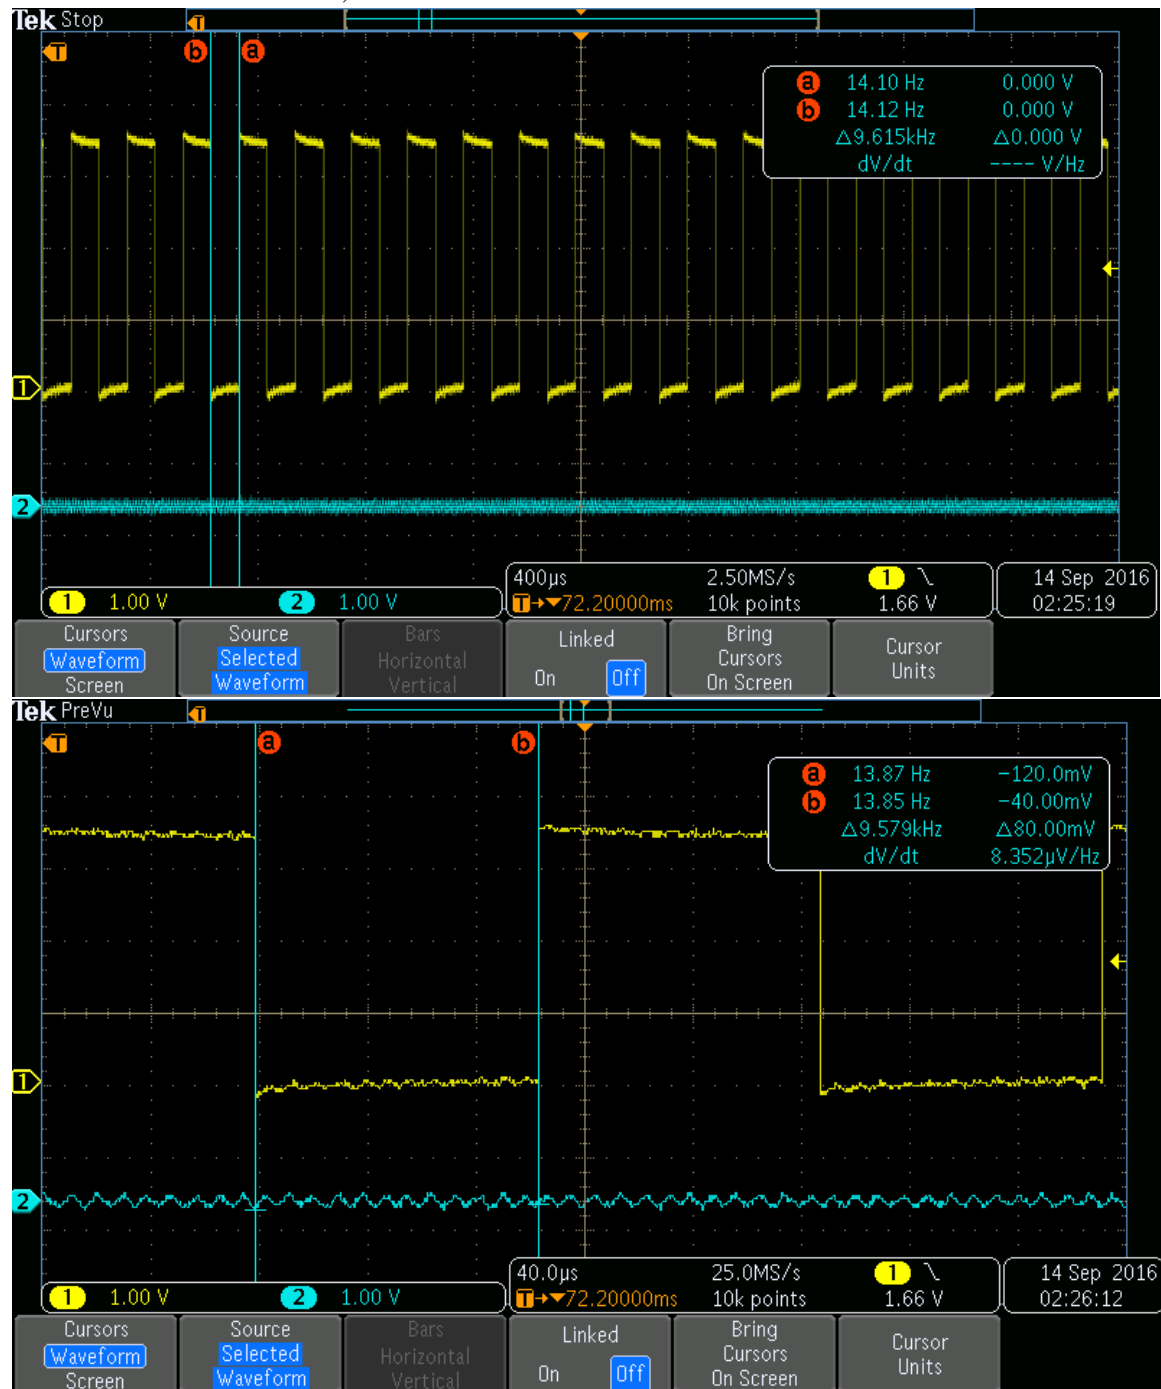 Tek Stop
T
T
b a
a 14.10 Hz 0.000 V
b 14.12 Hz 0.000 V
△9.615kHz △0.000 V
dV/dt ---- V/Hz
1
2
400µs 2.50MS/s 1 \
1 1.00 V 2 1.00 V T→▼72.20000ms 10k points 1.66 V
14 Sep 2016
02:25:19
Cursors
Waveform
Screen
Source
Selected
Waveform
Bars
Horizontal
Vertical
Linked
On Off
Bring
Cursors
On Screen
Cursor
Units
Tek PreVu
T
T
a b
a 13.87 Hz -120.0mV
b 13.85 Hz -40.00mV
△9.579kHz △80.00mV
dV/dt 8.352µV/Hz
1
2
40.0µs 25.0MS/s 1 \
1 1.00 V 2 1.00 V T→▼72.20000ms 10k points 1.66 V
14 Sep 2016
02:26:12
Cursors
Waveform
Screen
Source
Selected
Waveform
Bars
Horizontal
Vertical
Linked
On Off
Bring
Cursors
On Screen
Cursor
Units